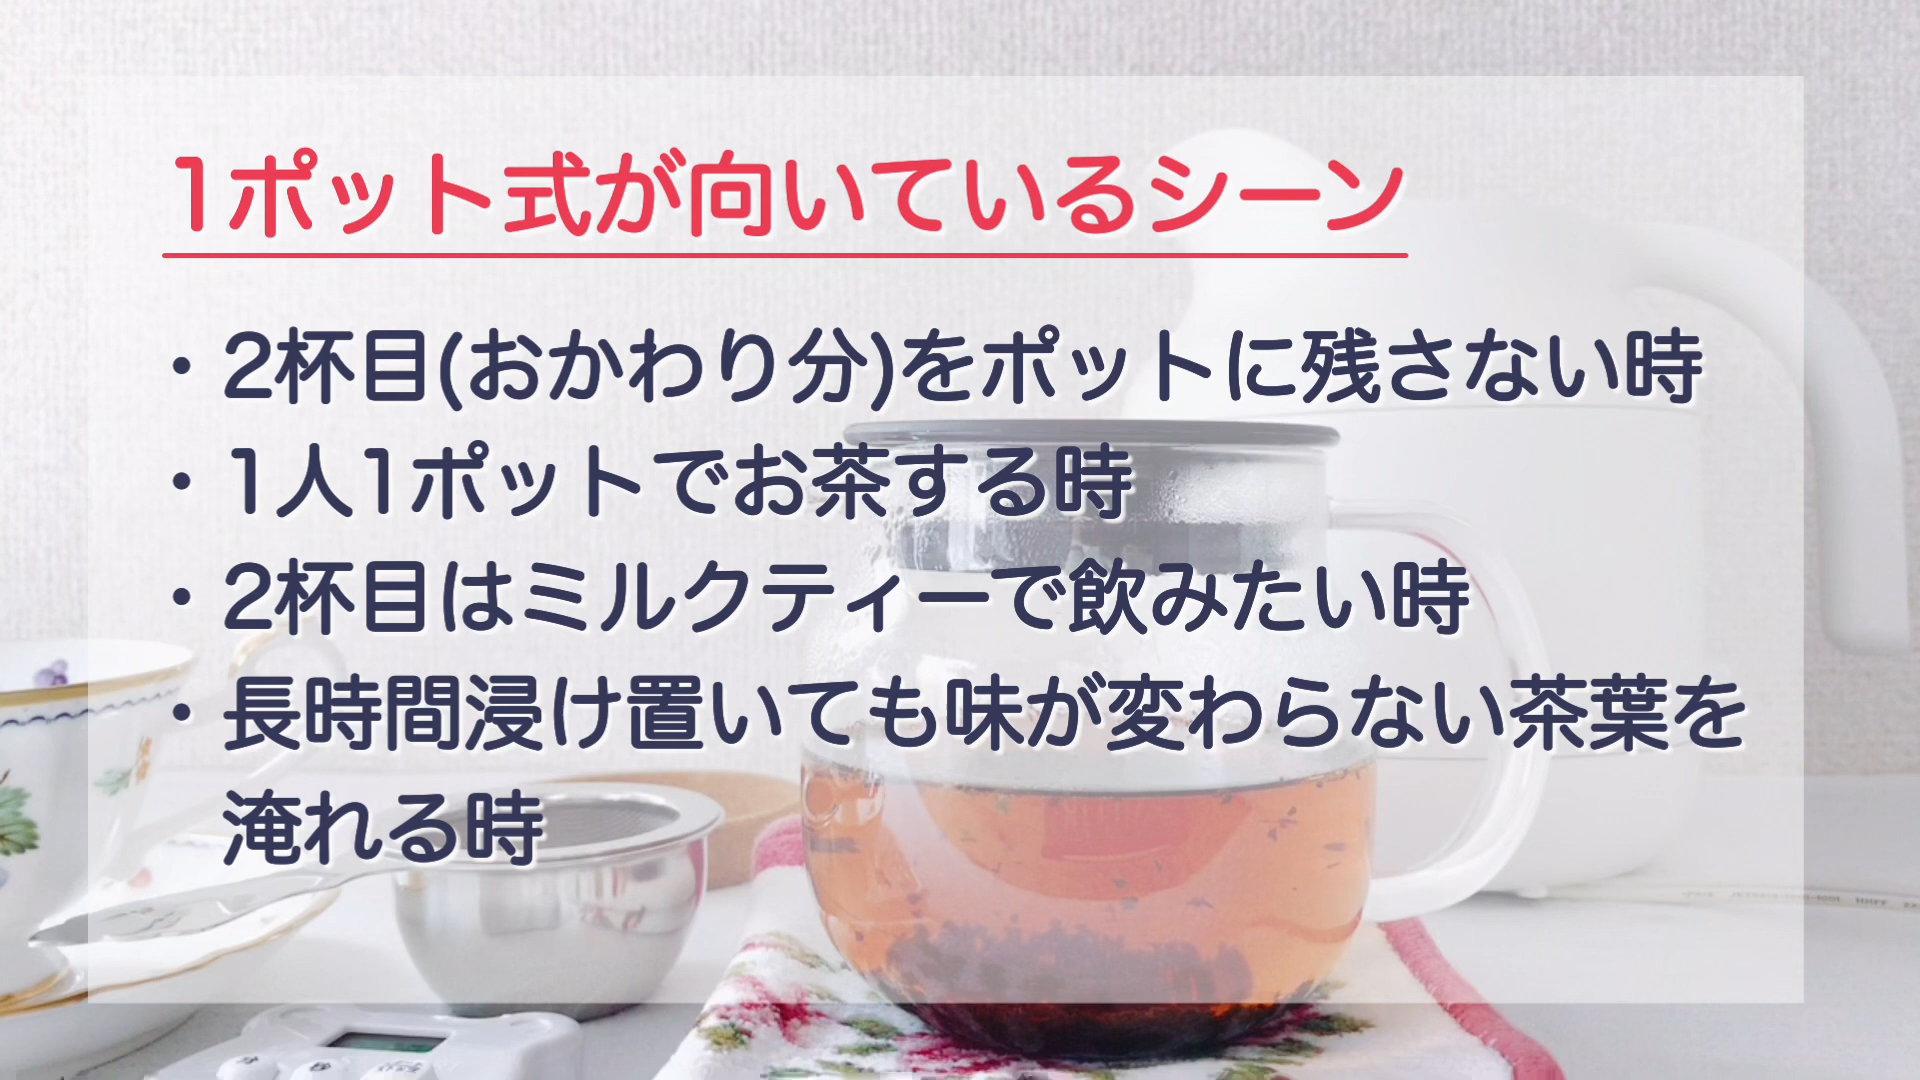 1ポット式が向いているシーン
・2杯目(おかわり分)をポットに残さない時
・1人1ポットでお茶する時
・2杯目はミルクティーで飲みたい時
・長時間浸け置いても味が変わらない茶葉を
淹れる時